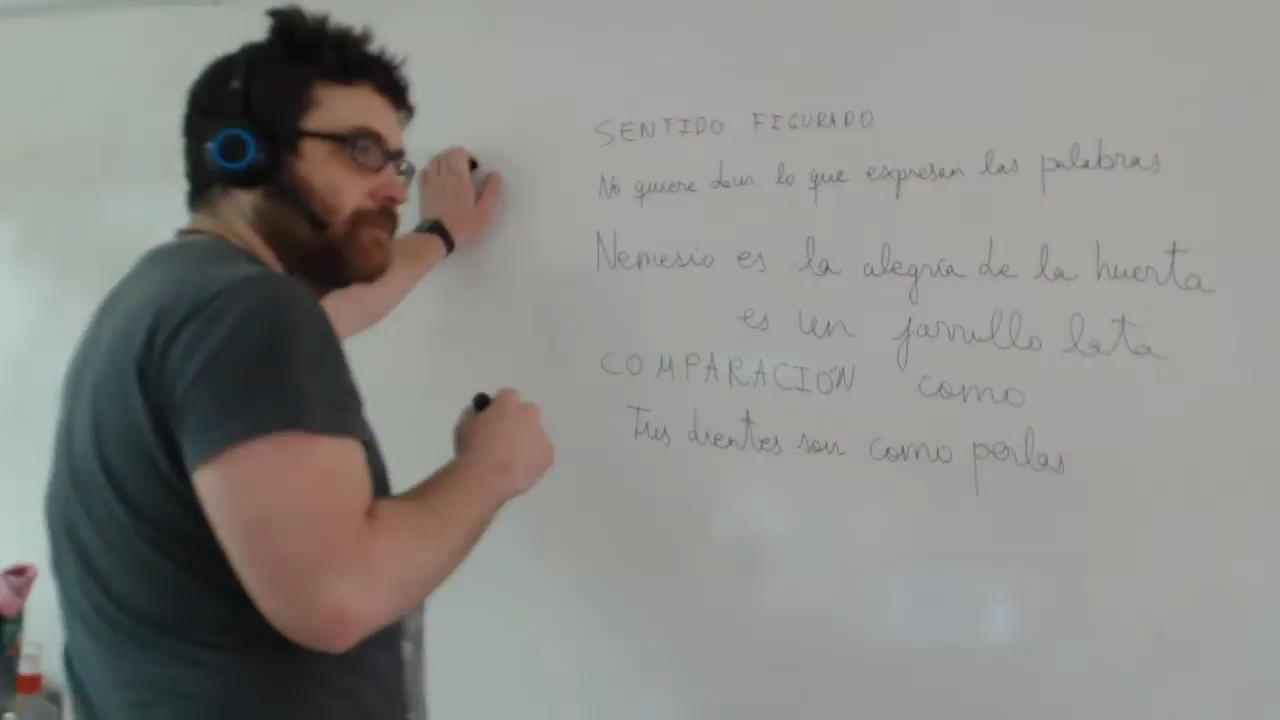 SENTIDO FIGURADO
No quiere decir lo que expresan las palabras
Nemesio es la alegría de la huerta
es un jarrillo lata
COMPARACION como
Tus dientes son como perlas